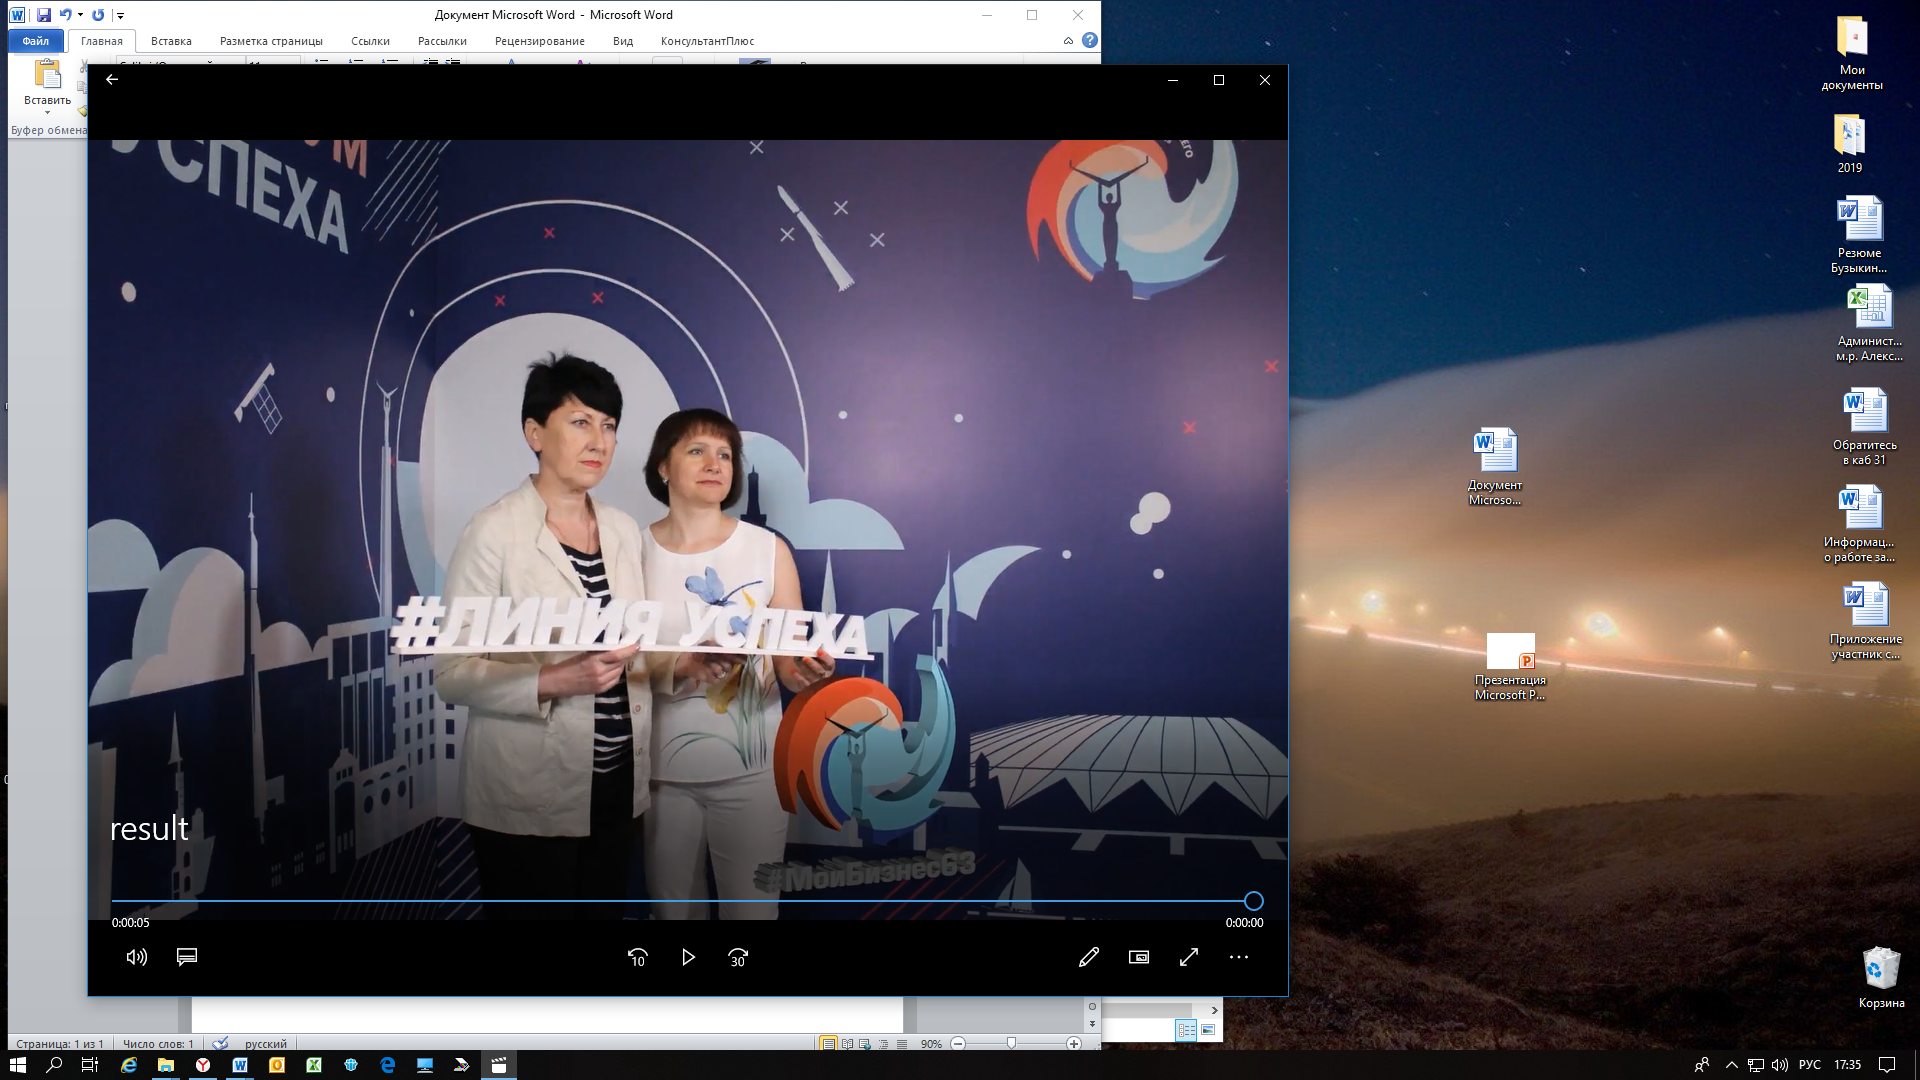 Документ Microsoft Word - Microsoft Word
Файл
Главная
Вставка
Разметка страницы
Ссылки
Рассылки
Рецензирование
Вид
КонсультантПлюс
Вставить
Буфер обмена
УСПЕХА
#ЛИНИЯ УСПЕХА
#МойБизнес63
result
0:00:05
0:00:00
10
30
Страница: 1 из 1
Число слов: 1
русский
90%
Мои
документы
2019
Резюме
Бузыкин...
Админист...
м.р. Алекс...
Обратитесь
в каб 31
Информац...
о работе за...
Приложение
участник с...
Документ
Microso...
Презентация
Microsoft P...
Корзина
РУС
17:35